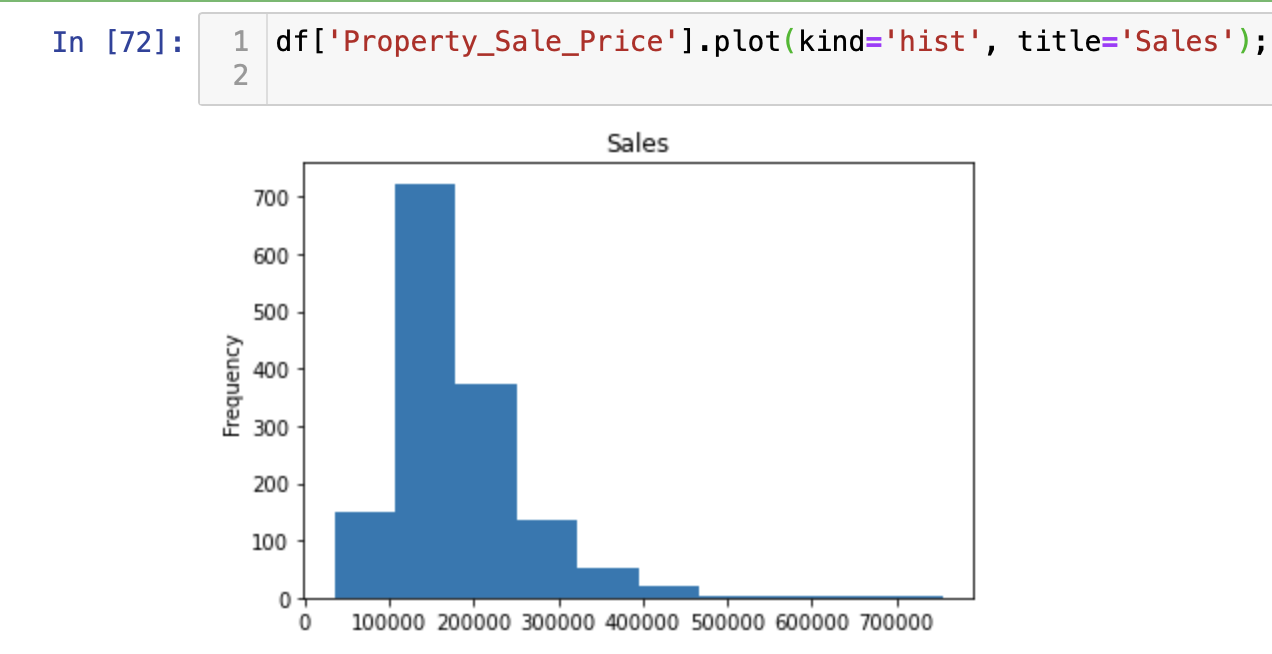 In [72]:
1 df['Property_Sale_Price'].plot(kind='hist', title='Sales');
2
Sales
Frequency
700
600
500
400
300
200
100
0
0 100000 200000 300000 400000 500000 600000 700000